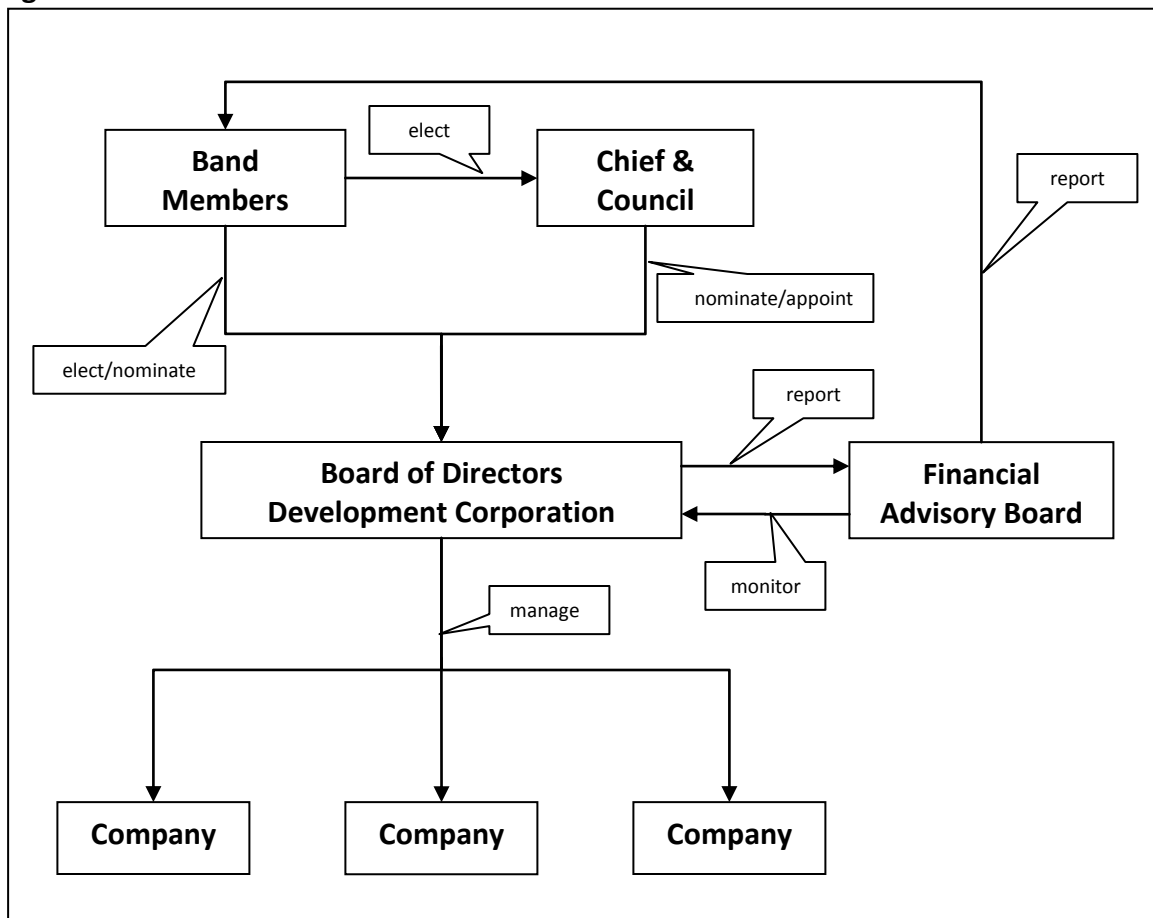 elect
Band
Members
Chief &
Council
report
nominate/appoint
elect/nominate
report
Board of Directors
Development Corporation
Financial
Advisory Board
monitor
manage
Company
Company
Company